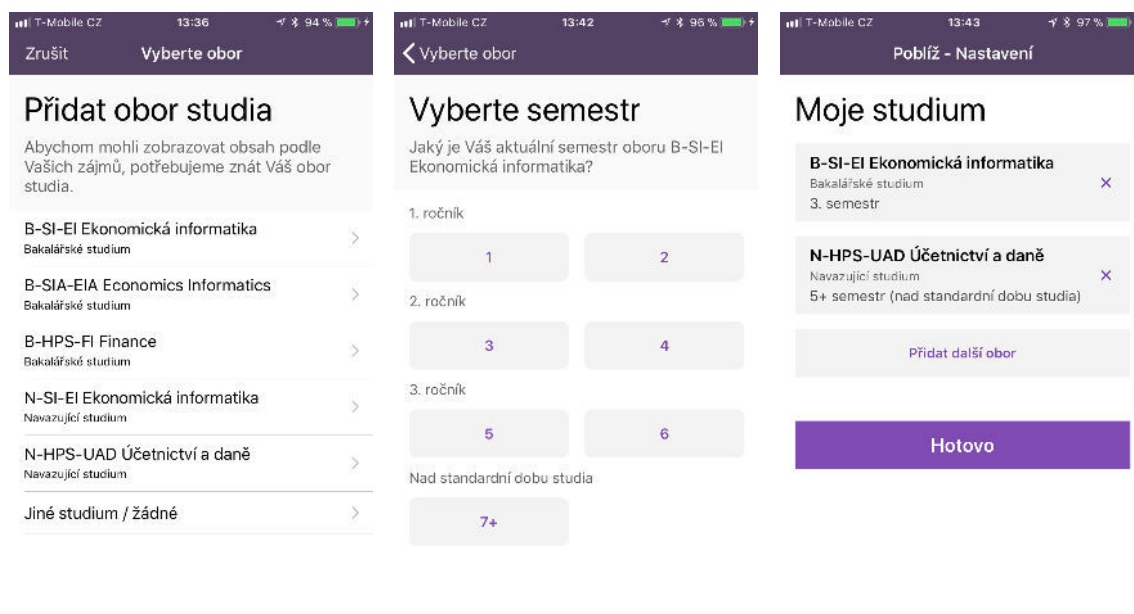 T-Mobile CZ 13:36 94 %
Zrušit Vyberte obor
Přidat obor studia
Abychom mohli zobrazovat obsah podle
Vašich zájmů, potřebujeme znát Váš obor
studia.
B-SI-EI Ekonomická informatika
Bakalářské studium
B-SIA-EIA Economics Informatics
Bakalářské studium
B-HPS-FI Finance
Bakalářské studium
N-SI-EI Ekonomická informatika
Navazující studium
N-HPS-UAD Účetnictví a daně
Navazující studium
Jiné studium / žádné
T-Mobile CZ 13:42 96 %
Vyberte obor
Vyberte semestr
Jaký je Váš aktuální semestr oboru B-SI-EI
Ekonomická informatika?
1. ročník
1 2
2. ročník
3 4
3. ročník
5 6
Nad standardní dobu studia
7+
T-Mobile CZ 13:43 97 %
Poblíž - Nastavení
Moje studium
B-SI-EI Ekonomická informatika
Bakalářské studium
3. semestr
N-HPS-UAD Účetnictví a daně
Navazující studium
5+ semestr (nad standardní dobu studia)
Přidat další obor
Hotovo